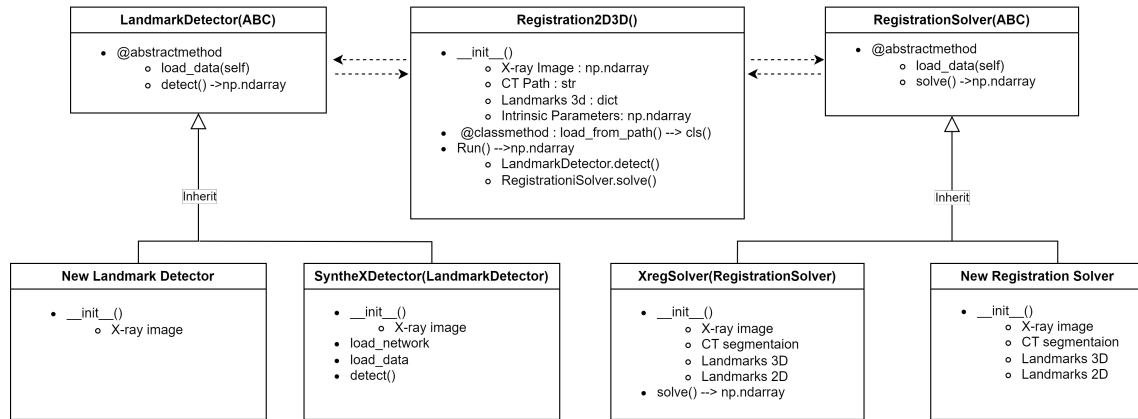 LandmarkDetector(ABC)
@abstractmethod
load_data(self)
detect() ->np.ndarray
Registration2D3D()
__init__()
X-ray Image : np.ndarray
CT Path : str
Landmarks 3d : dict
Intrinsic Parameters: np.ndarray
@classmethod : load_from_path() --> cls()
Run() -->np.ndarray
LandmarkDetector.detect()
RegistrationiSolver.solve()
RegistrationSolver(ABC)
@abstractmethod
load_data(self)
solve() ->np.ndarray
Inherit
Inherit
New Landmark Detector
__init__()
X-ray image
SyntheXDetector(LandmarkDetector)
__init__()
X-ray image
load_network
load_data
detect()
XregSolver(RegistrationSolver)
__init__()
X-ray image
CT segmentaion
Landmarks 3D
Landmarks 2D
solve() --> np.ndarray
New Registration Solver
__init__()
X-ray image
CT segmentaion
Landmarks 3D
Landmarks 2D